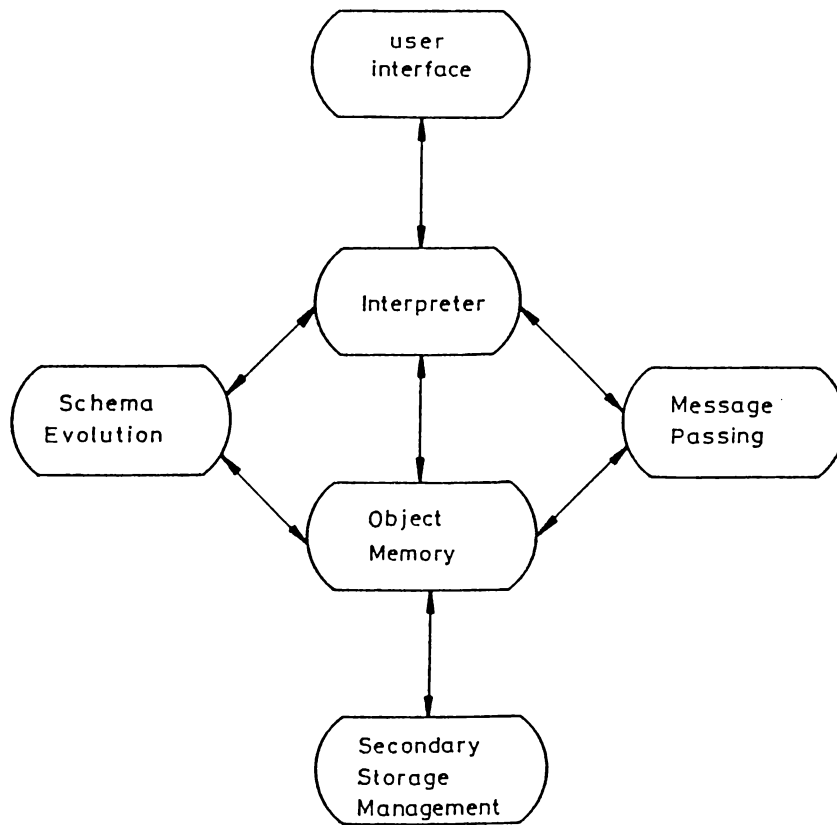 user
interface
Interpreter
Schema
Evolution
Message
Passing
Object
Memory
Secondary
Storage
Management